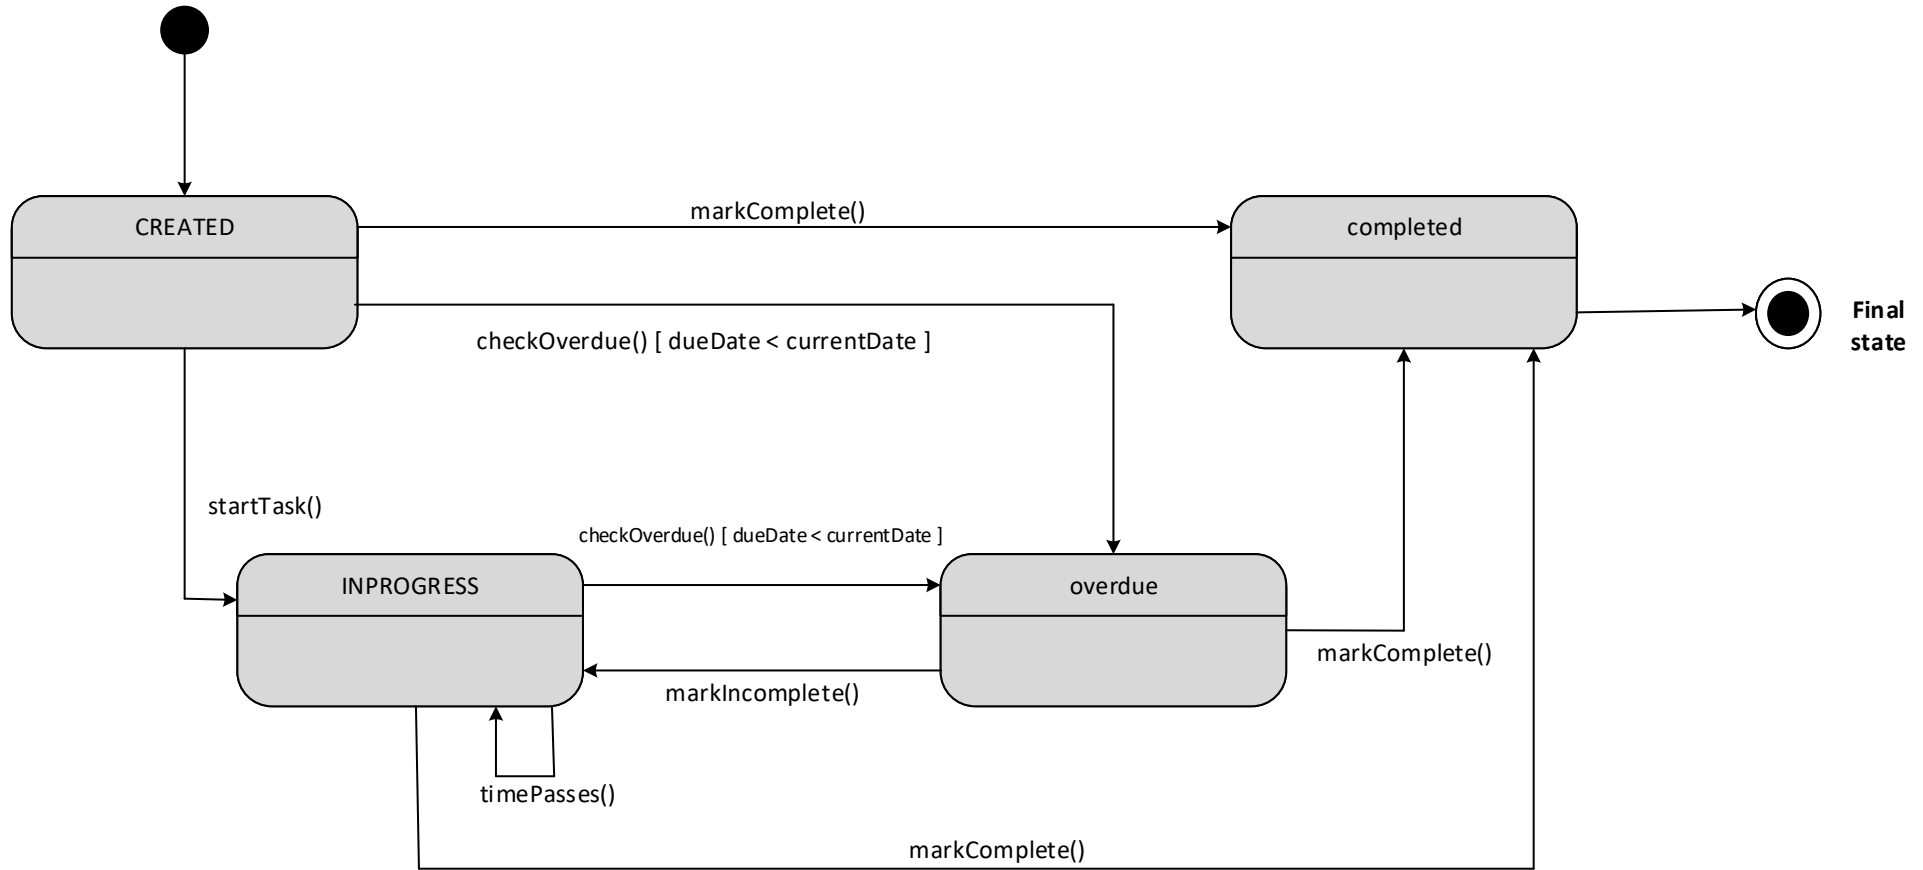 CREATED
markComplete()
completed
checkOverdue() [ dueDate < currentDate ]
Final
state
startTask()
checkOverdue() [ dueDate < currentDate ]
INPROGRESS
overdue
markComplete()
markIncomplete()
timePasses()
markComplete()